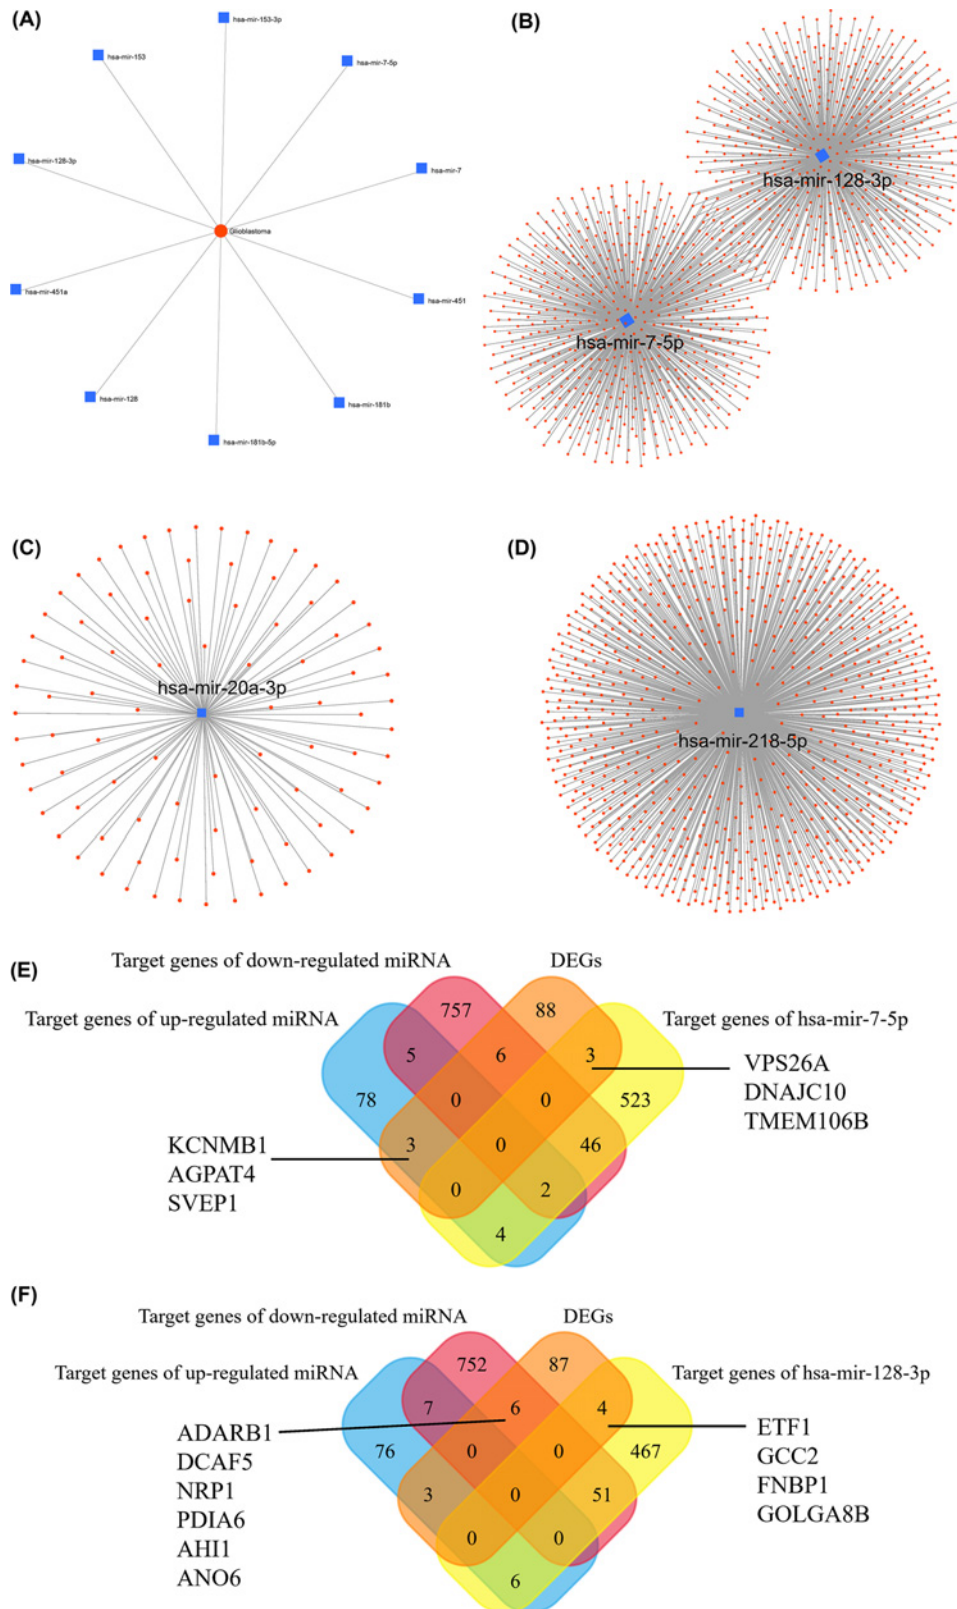 (A)
hsa-mir-153-3p
hsa-mir-153
hsa-mir-7-5p
hsa-mir-128-3p
hsa-mir-7
Glioblastoma
hsa-mir-451a
hsa-mir-451
hsa-mir-128
hsa-mir-181b
hsa-mir-181b-5p
(B)
hsa-mir-128-3p
hsa-mir-7-5p
(C)
hsa-mir-20a-3p
(D)
hsa-mir-218-5p
(E)
Target genes of down-regulated miRNA
DEGs
Target genes of up-regulated miRNA
Target genes of hsa-mir-7-5p
757
88
5
6
3
78
0
0
523
3
0
46
0
2
4
VPS26A
DNAJC10
TMEM106B
KCNMB1
AGPAT4
SVEP1
(F)
Target genes of down-regulated miRNA
DEGs
Target genes of up-regulated miRNA
Target genes of hsa-mir-128-3p
752
87
7
6
4
76
0
0
467
3
0
51
0
0
6
ADARB1
DCAF5
NRP1
PDIA6
AHI1
ANO6
ETF1
GCC2
FNBP1
GOLGA8B